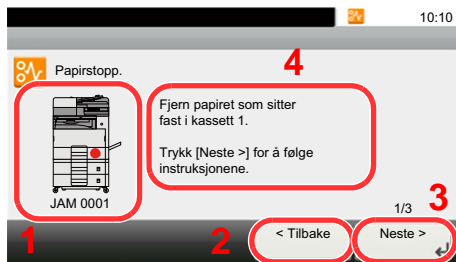 10:10
Papirstopp.
4
Fjern papiret som sitter
fast i kassett 1.
Trykk [Neste >] for å følge
instruksjonene.
JAM 0001
1/3
3
1
2
< Tilbake
Neste >